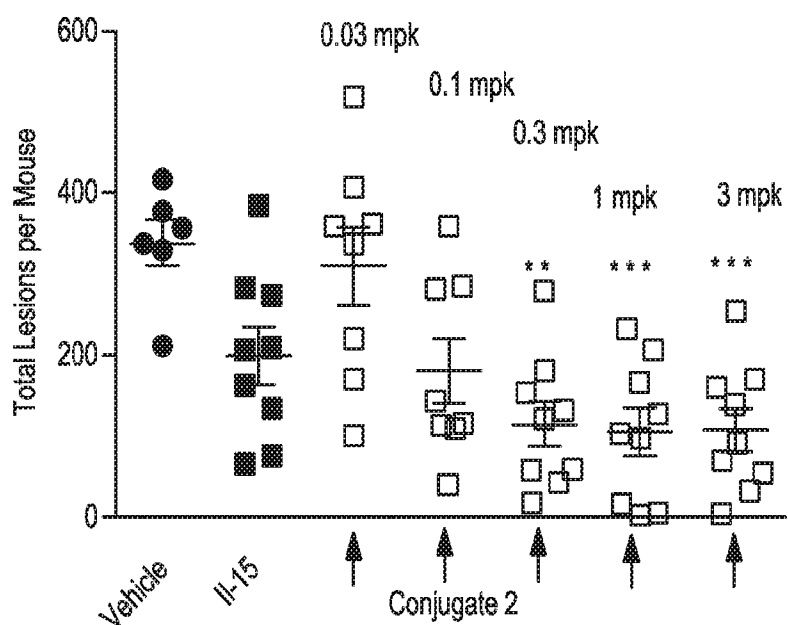 600
0.03 mpk
0.1 mpk
0.3 mpk
400
1 mpk
3 mpk
Total Lesions per Mouse
** *** ***
200
0
Vehicle
Il-15
Conjugate 2